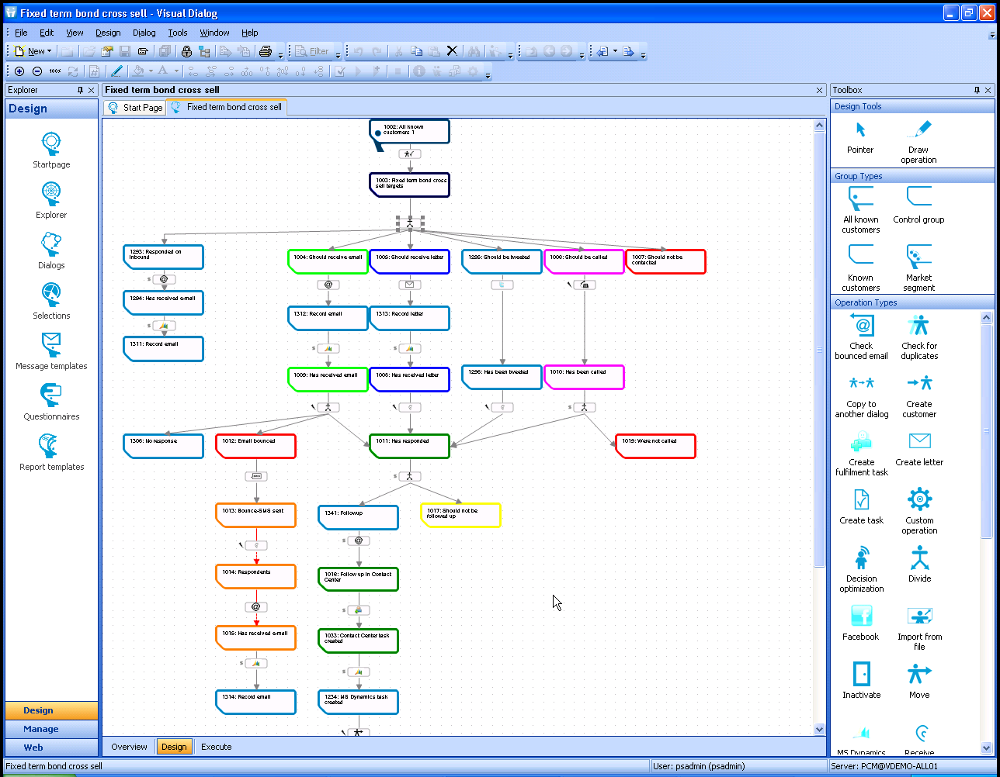 Fixed term bond cross sell - Visual Dialog
File Edit View Design Dialog Tools Window Help
New Filter
100%
Explorer
Design
Startpage
Explorer
Dialogs
Selections
Message templates
Questionnaires
Report templates
Design
Manage
Web
Fixed term bond cross sell
Start Page Fixed term bond cross sell
1002: All known
customers 1
1003: Fixed term bond cross
sell targets
1293: Responded on
Inbound
1004: Should receive email
1005: Should receive letter
1295: Should be tweeted
1006: Should be called
1007: Should not be
contacted
1294: Has received e-mail
1312: Record email
1313: Record letter
1311: Record email
1009: Has received email
1008: Has received letter
1296: Has been tweeted
1010: Has been called
1306: No response
1012: Email bounced
1011: Has responded
1019: Were not called
1013: Bounce-SMS sent
1341: Followup
1017: Should not be
followed up
1014: Respondents
1016: Follow up in Contact
Center
1015: Has received e-mail
1033: Contact Center task
created
1314: Record email
1234: MS Dynamics task
created
Overview Design Execute
Toolbox
Design Tools
Pointer
Draw
operation
Group Types
All known
customers
Control group
Known
customers
Market
segment
Operation Types
Check
bounced email
Check for
duplicates
Copy to
another dialog
Create
customer
Create
fulfilment task
Create letter
Create task
Custom
operation
Decision
optimization
Divide
Facebook
Import from
file
Inactivate
Move
MS Dynamics
Receive
Fixed term bond cross sell
User: psadmin (psadmin)
Server: PCM@VDEMO-ALL01